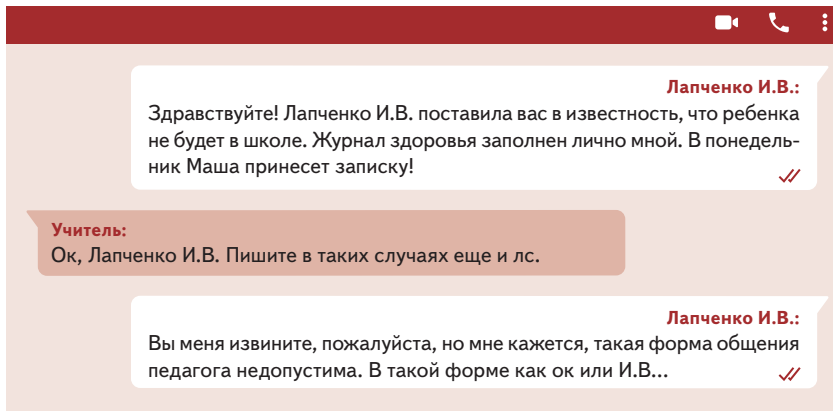 Лапченко И.В.:
Здравствуйте! Лапченко И.В. поставила вас в известность, что ребенка
не будет в школе. Журнал здоровья заполнен лично мной. В понедель-
ник Маша принесет записку!
Учитель:
Ок, Лапченко И.В. Пишите в таких случаях еще и лс.
Лапченко И.В.:
Вы меня извините, пожалуйста, но мне кажется, такая форма общения
педагога недопустима. В такой форме как ок или И.В...